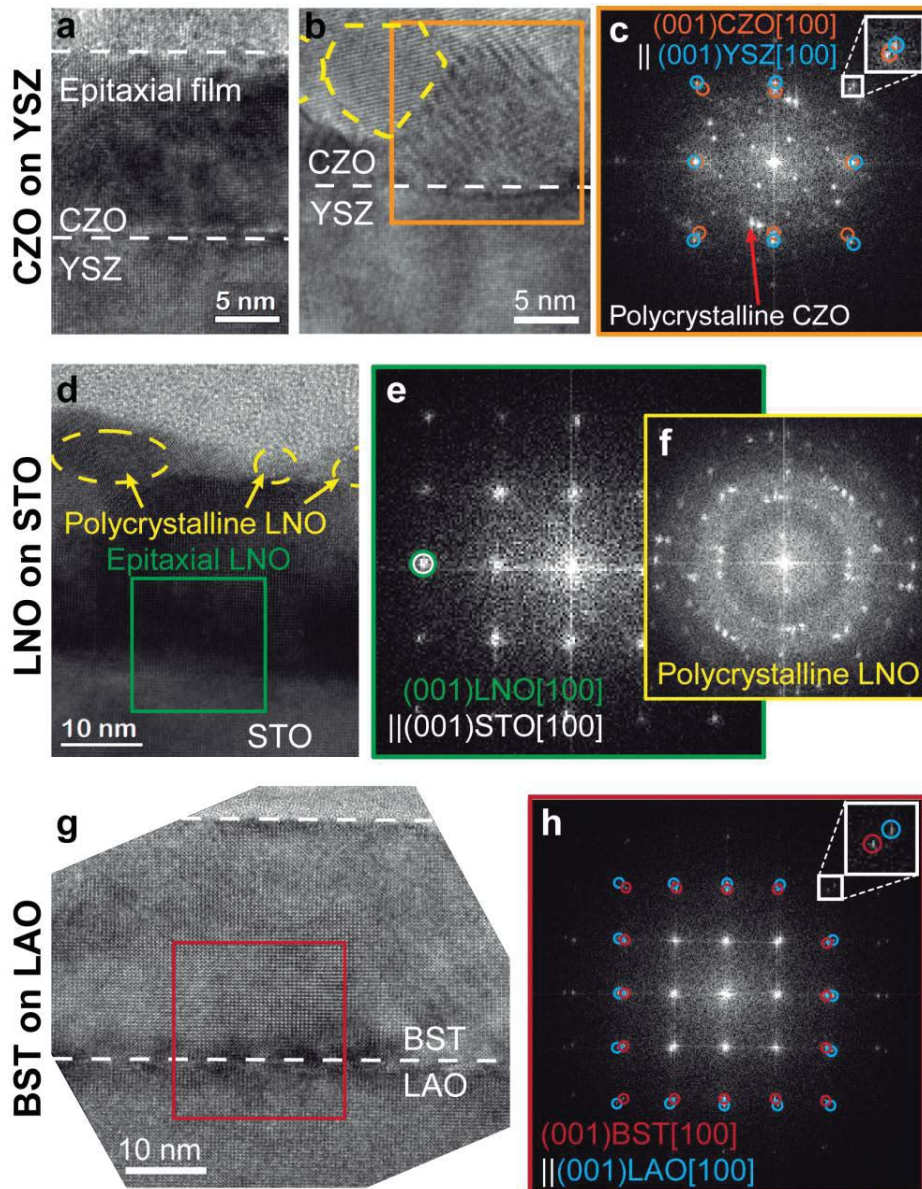 CZO on YSZ
a
Epitaxial film
CZO
YSZ
5 nm
b
CZO
YSZ
5 nm
c
(001)CZO[100]
|| (001)YSZ[100]
Polycrystalline CZO
LNO on STO
d
Polycrystalline LNO
Epitaxial LNO
10 nm
STO
e
(001)LNO[100]
||(001)STO[100]
f
Polycrystalline LNO
BST on LAO
g
BST
LAO
10 nm
h
(001)BST[100]
||(001)LAO[100]